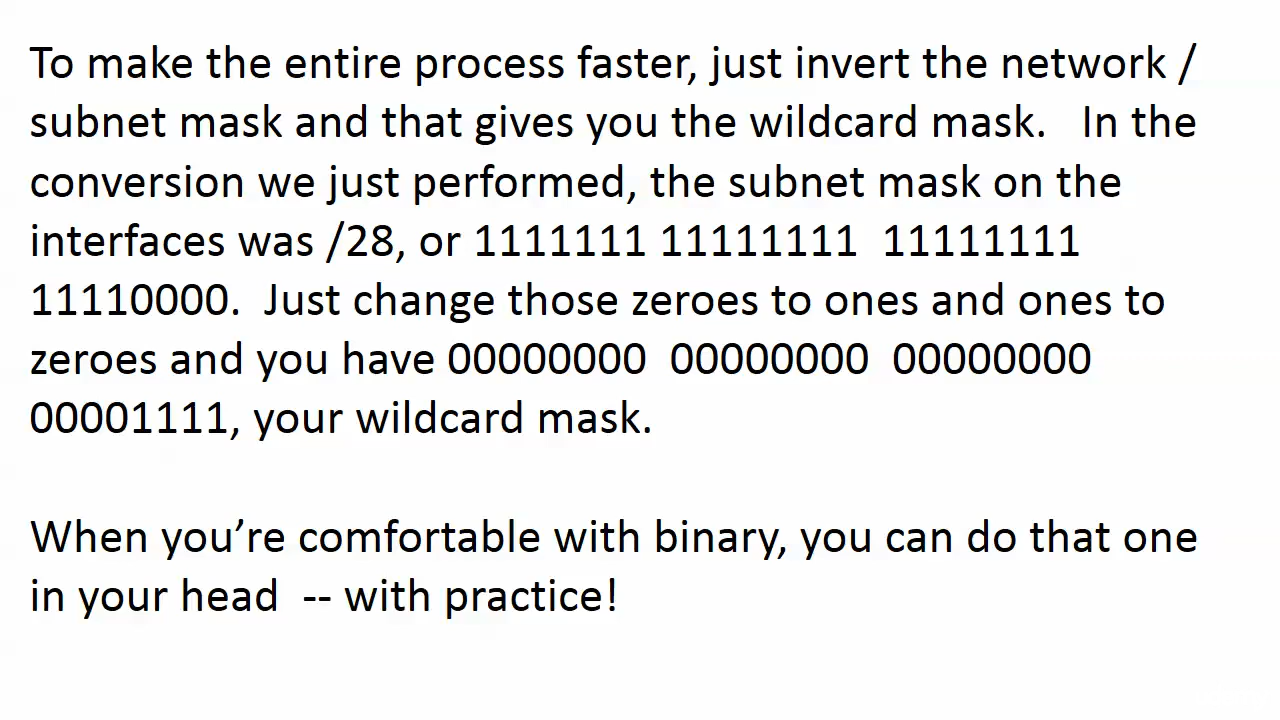 To make the entire process faster, just invert the network /
subnet mask and that gives you the wildcard mask.   In the
conversion we just performed, the subnet mask on the
interfaces was /28, or 1111111 11111111  11111111
11110000.  Just change those zeroes to ones and ones to
zeroes and you have 00000000  00000000  00000000
00001111, your wildcard mask.
When you’re comfortable with binary, you can do that one
in your head  -- with practice!